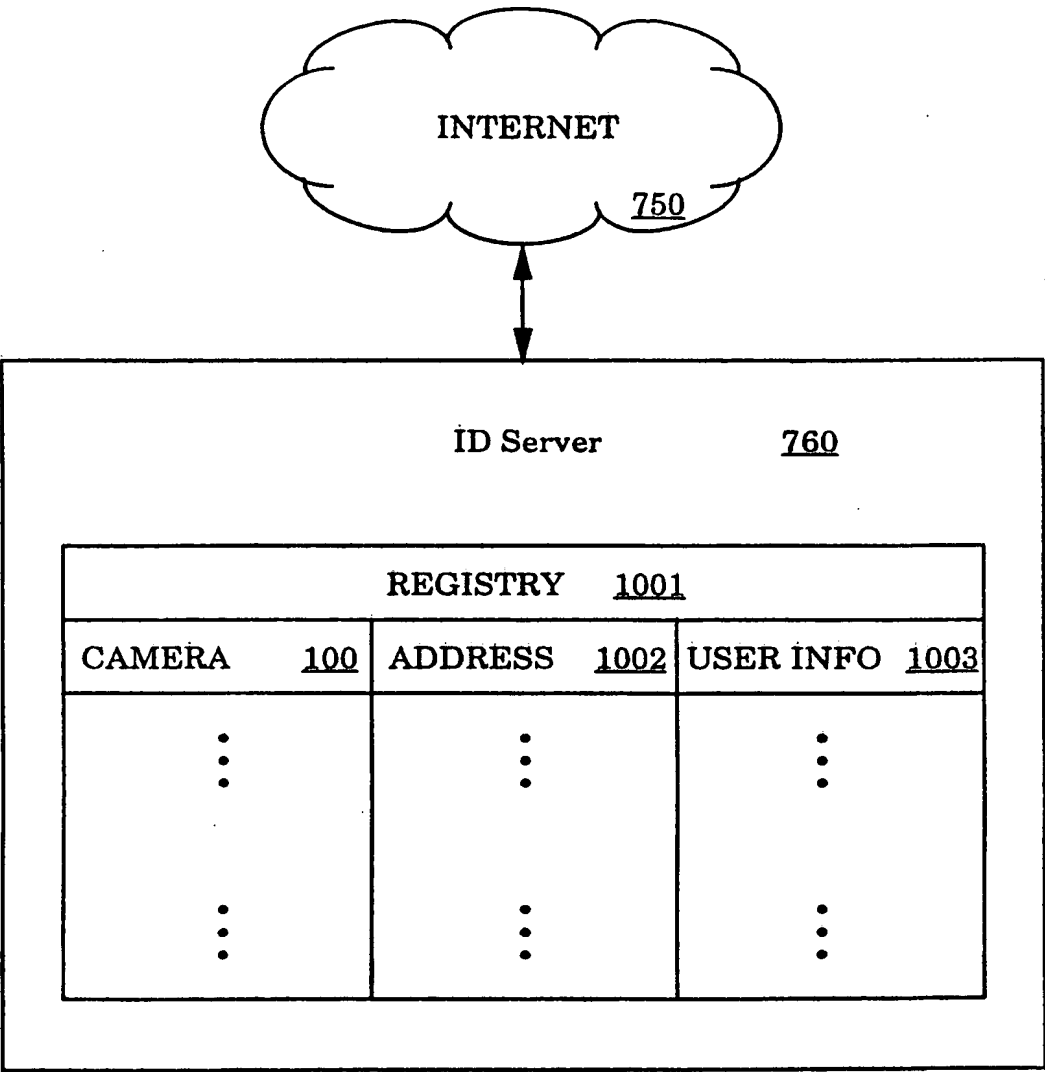 INTERNET
750
ID Server 760
REGISTRY 1001
CAMERA 100 ADDRESS 1002 USER INFO 1003